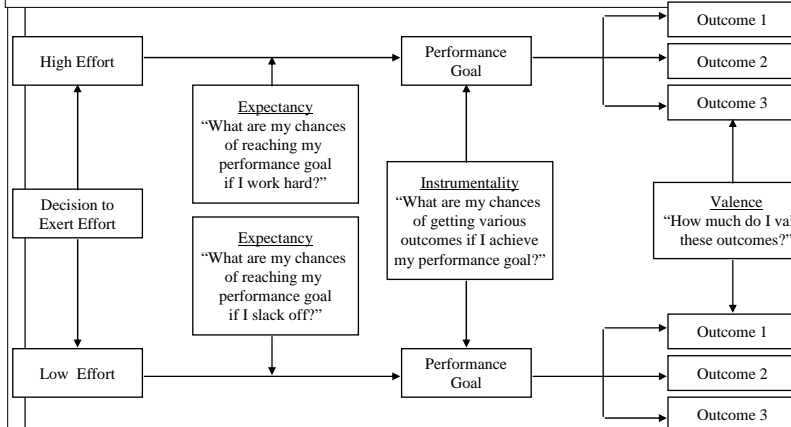 Outcome 1
High Effort
Performance
Goal
Outcome 2
Outcome 3
Expectancy
“What are my chances
of reaching my
performance goal
if I work hard?”
Decision to
Exert Effort
Instrumentality
“What are my chances
of getting various
outcomes if I achieve
my performance goal?”
Valence
“How much do I
these outcomes?”
Expectancy
“What are my chances
of reaching my
performance goal
if I slack off?”
Low Effort
Performance
Goal
Outcome 1
Outcome 2
Outcome 3